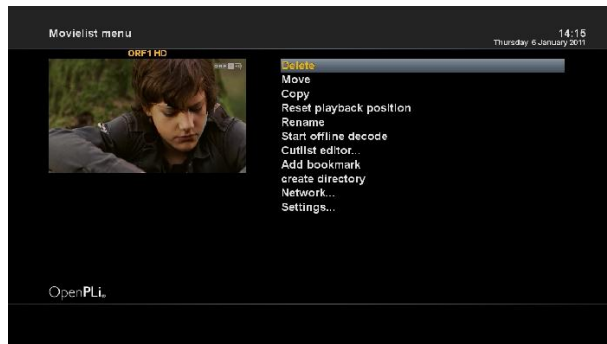 Movielist menu
14:15
Thursday 6 January 2011
ORF1 HD
Delete
Move
Copy
Reset playback position
Rename
Start offline decode
Cutlist editor...
Add bookmark
create directory
Network...
Settings...
OpenPLi